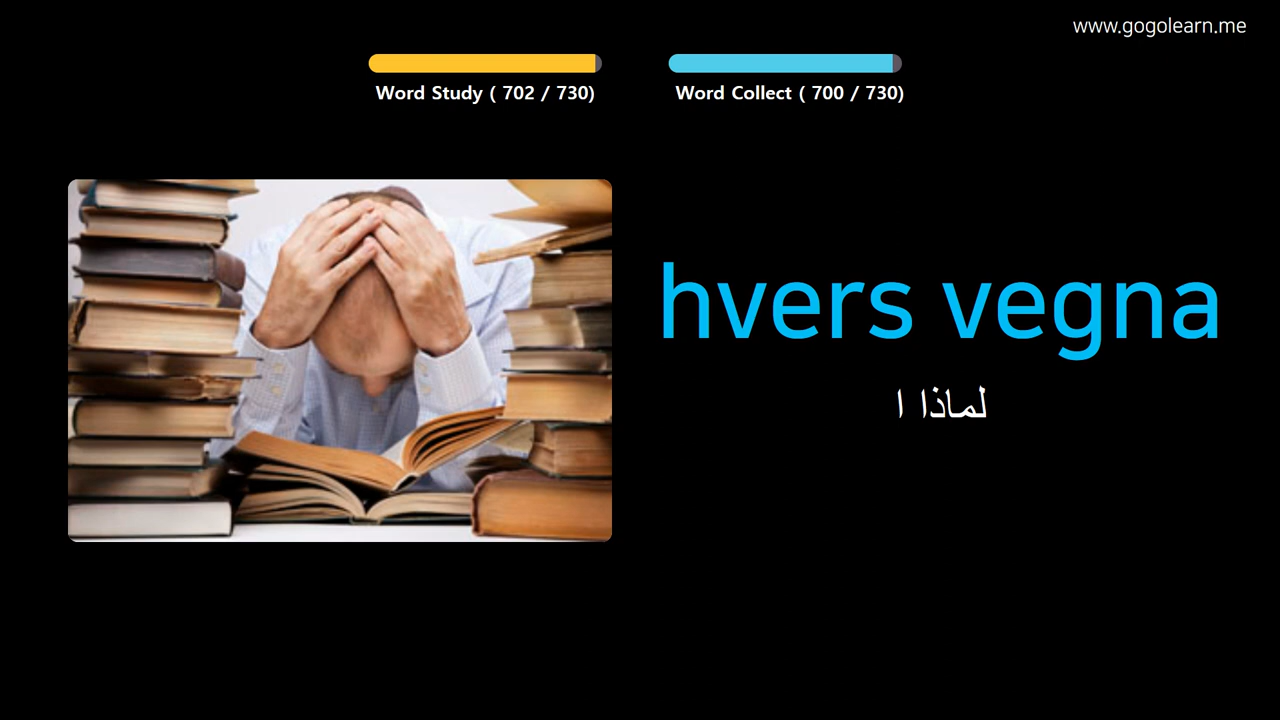 www.gogolearn.me
Word Study ( 702 / 730)
Word Collect ( 700 / 730)
hvers vegna
لماذا ا